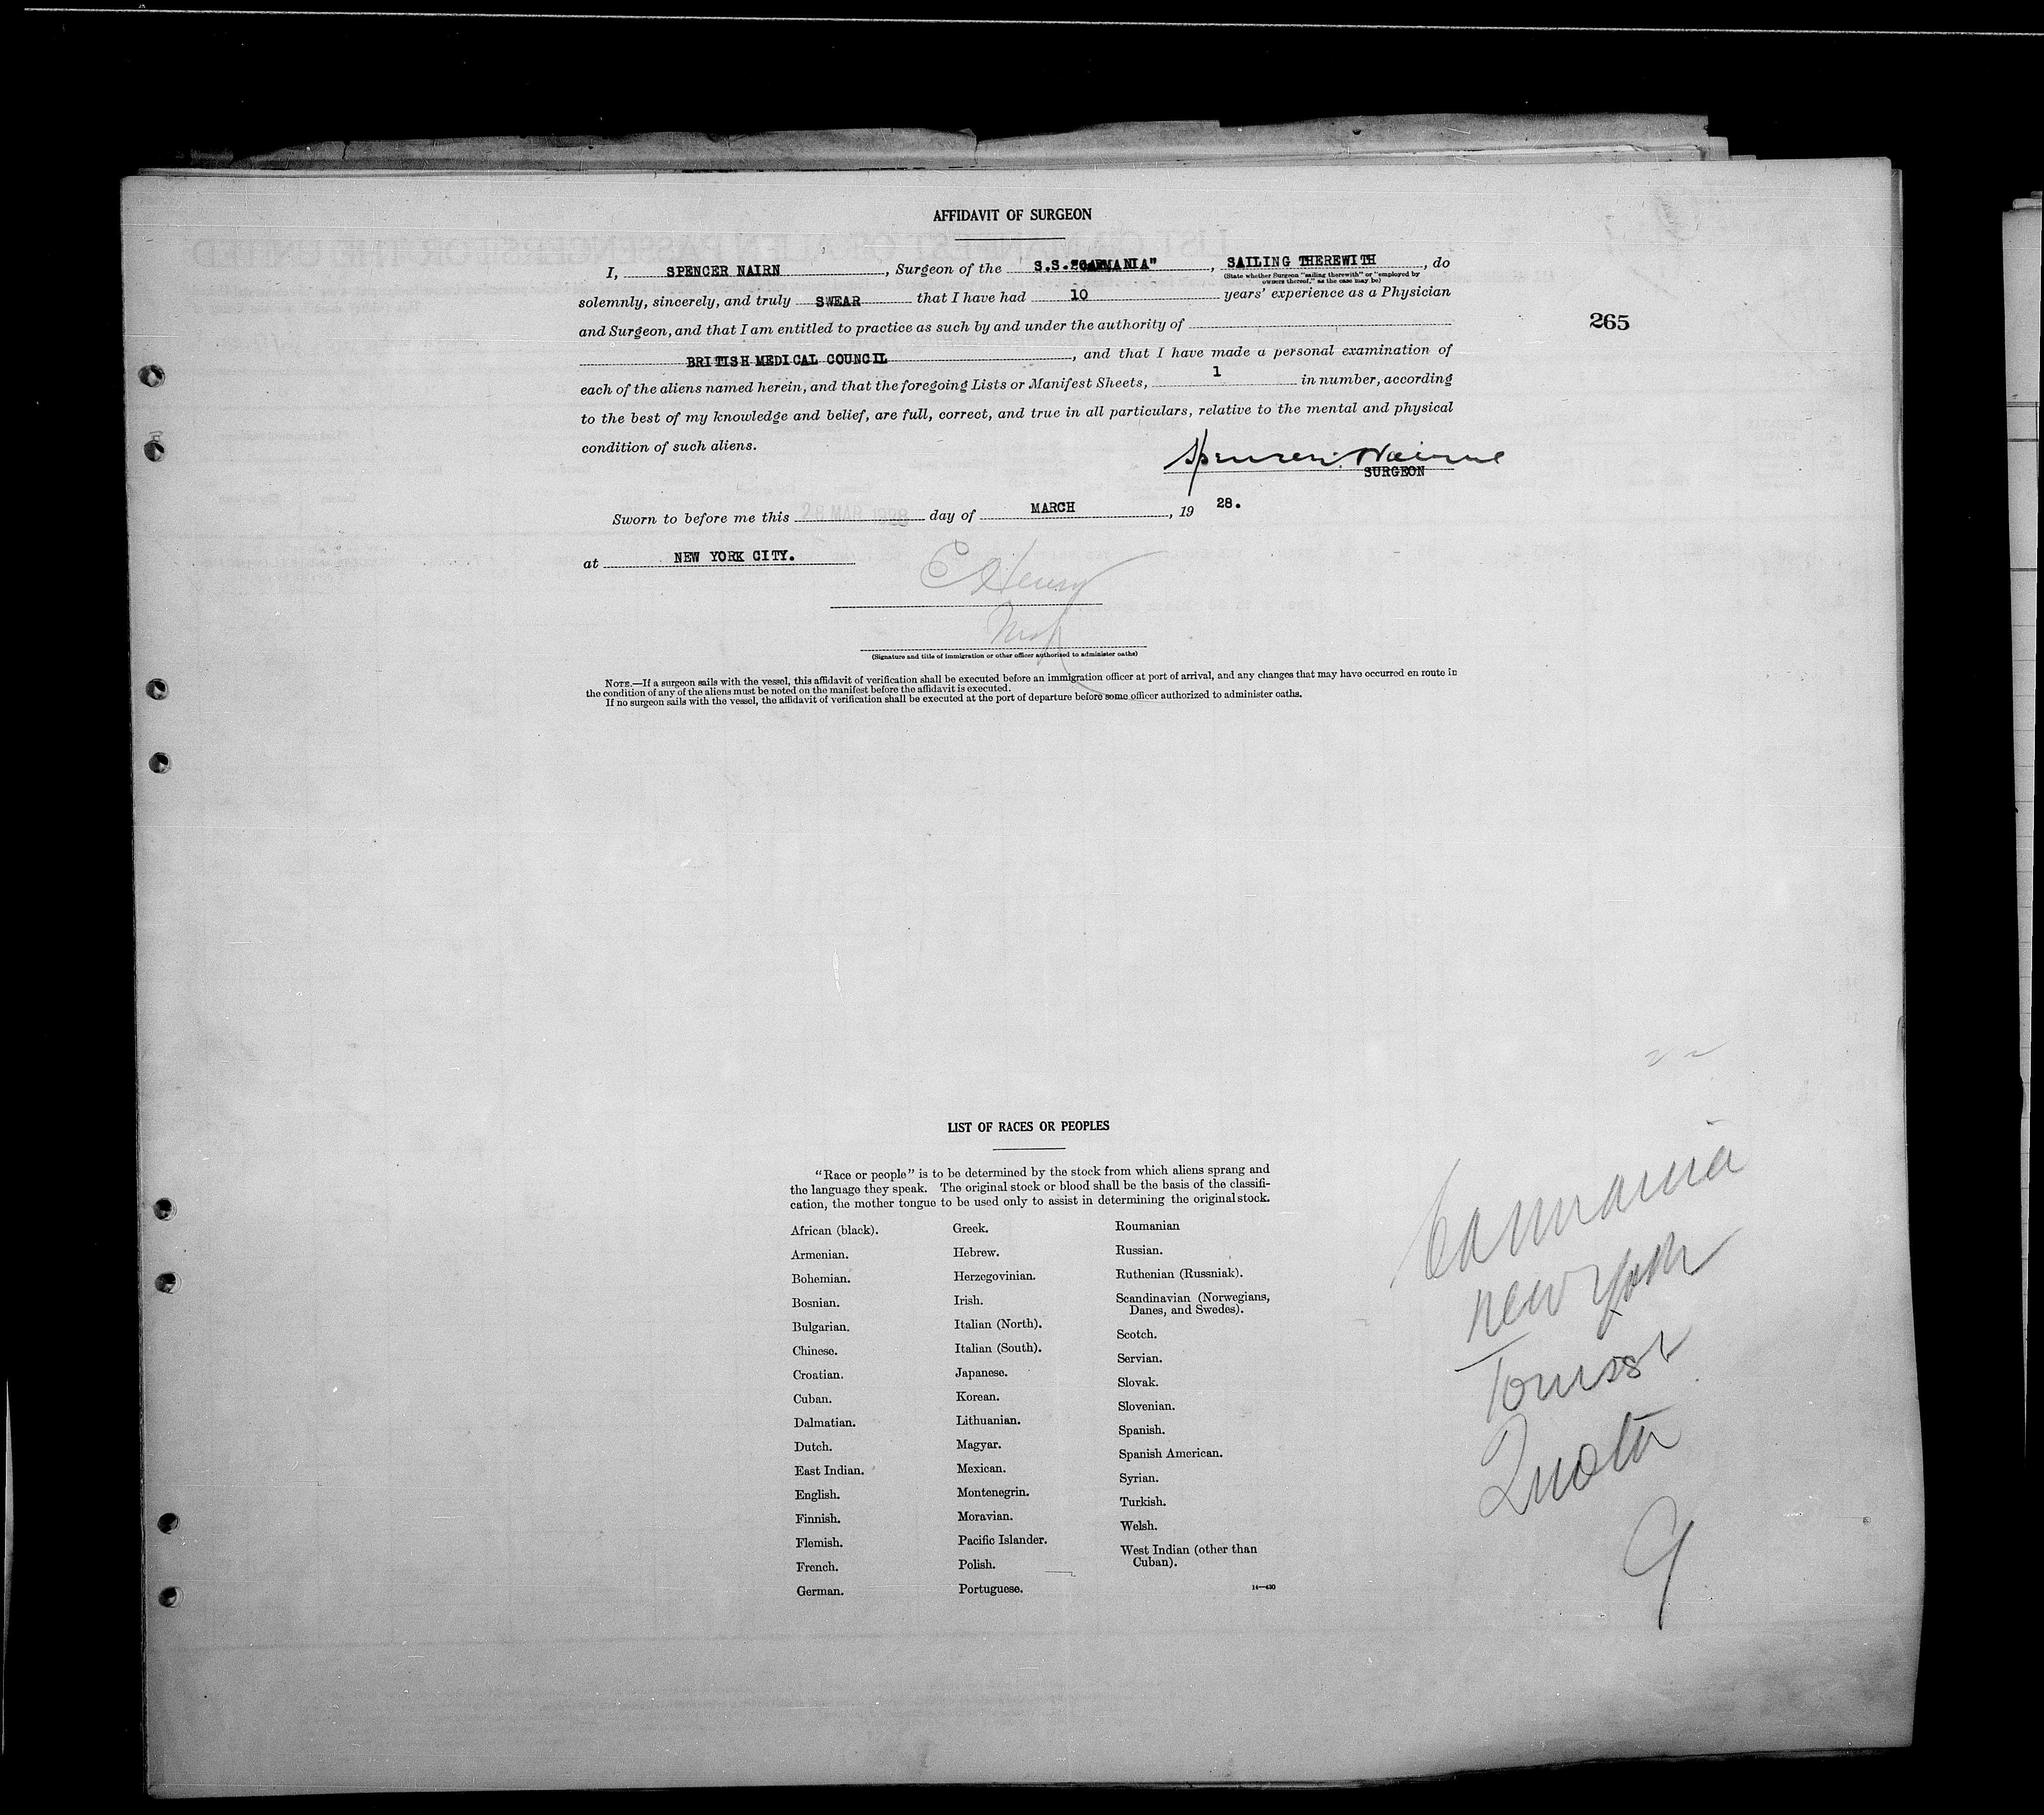 AFFIDAVIT OF SURGEON
I, SPENCER NAIRN, Surgeon of the S.S."CARMANIA", SAILING THEREWITH, do
(State whether Surgeon "sailing therewith" or "employed by owners thereof," as the case may be)
solemnly, sincerely, and truly SWEAR that I have had 10 years' experience as a Physician
and Surgeon, and that I am entitled to practice as such by and under the authority of
BRITISH MEDICAL COUNCIL, and that I have made a personal examination of
265
each of the aliens named herein, and that the foregoing Lists or Manifest Sheets, 1 in number, according
to the best of my knowledge and belief, are full, correct, and true in all particulars, relative to the mental and physical
condition of such aliens.
Spencer Nairne
SURGEON
Sworn to before me this 28 MAR 1928 day of MARCH, 19 28.
at NEW YORK CITY.
(Signature and title of immigration or other officer authorized to administer oaths)
NOTE.—If a surgeon sails with the vessel, this affidavit of verification shall be executed before an immigration officer at port of arrival, and any changes that may have occurred en route in
the condition of any of the aliens must be noted on the manifest before the affidavit is executed.
If no surgeon sails with the vessel, the affidavit of verification shall be executed at the port of departure before some officer authorized to administer oaths.
LIST OF RACES OR PEOPLES
"Race or people" is to be determined by the stock from which aliens sprang and
the language they speak. The original stock or blood shall be the basis of the classifi-
cation, the mother tongue to be used only to assist in determining the original stock.
African (black).
Armenian.
Bohemian.
Bosnian.
Bulgarian.
Chinese.
Croatian.
Cuban.
Dalmatian.
Dutch.
East Indian.
English.
Finnish.
Flemish.
French.
German.
Greek.
Hebrew.
Herzegovinian.
Irish.
Italian (North).
Italian (South).
Japanese.
Korean.
Lithuanian.
Magyar.
Mexican.
Montenegrin.
Moravian.
Pacific Islander.
Polish.
Portuguese.
Roumanian
Russian.
Ruthenian (Russniak).
Scandinavian (Norwegians,
Danes, and Swedes).
Scotch.
Servian.
Slovak.
Slovenian.
Spanish.
Spanish American.
Syrian.
Turkish.
Welsh.
West Indian (other than
Cuban).
14—430
Carmania
New York
Tourist
Quota
9